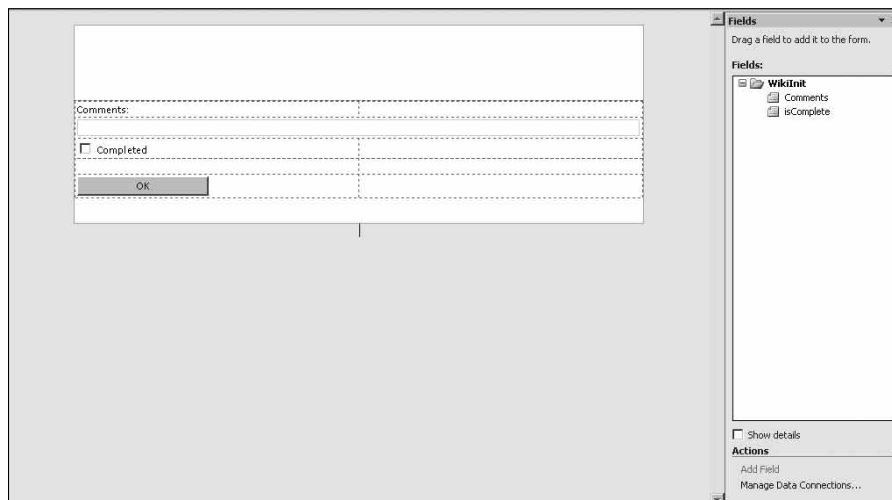 Comments:
Completed
OK
Fields
Drag a field to add it to the form.
Fields:
WikiInit
Comments
isComplete
Show details
Actions
Add Field
Manage Data Connections...